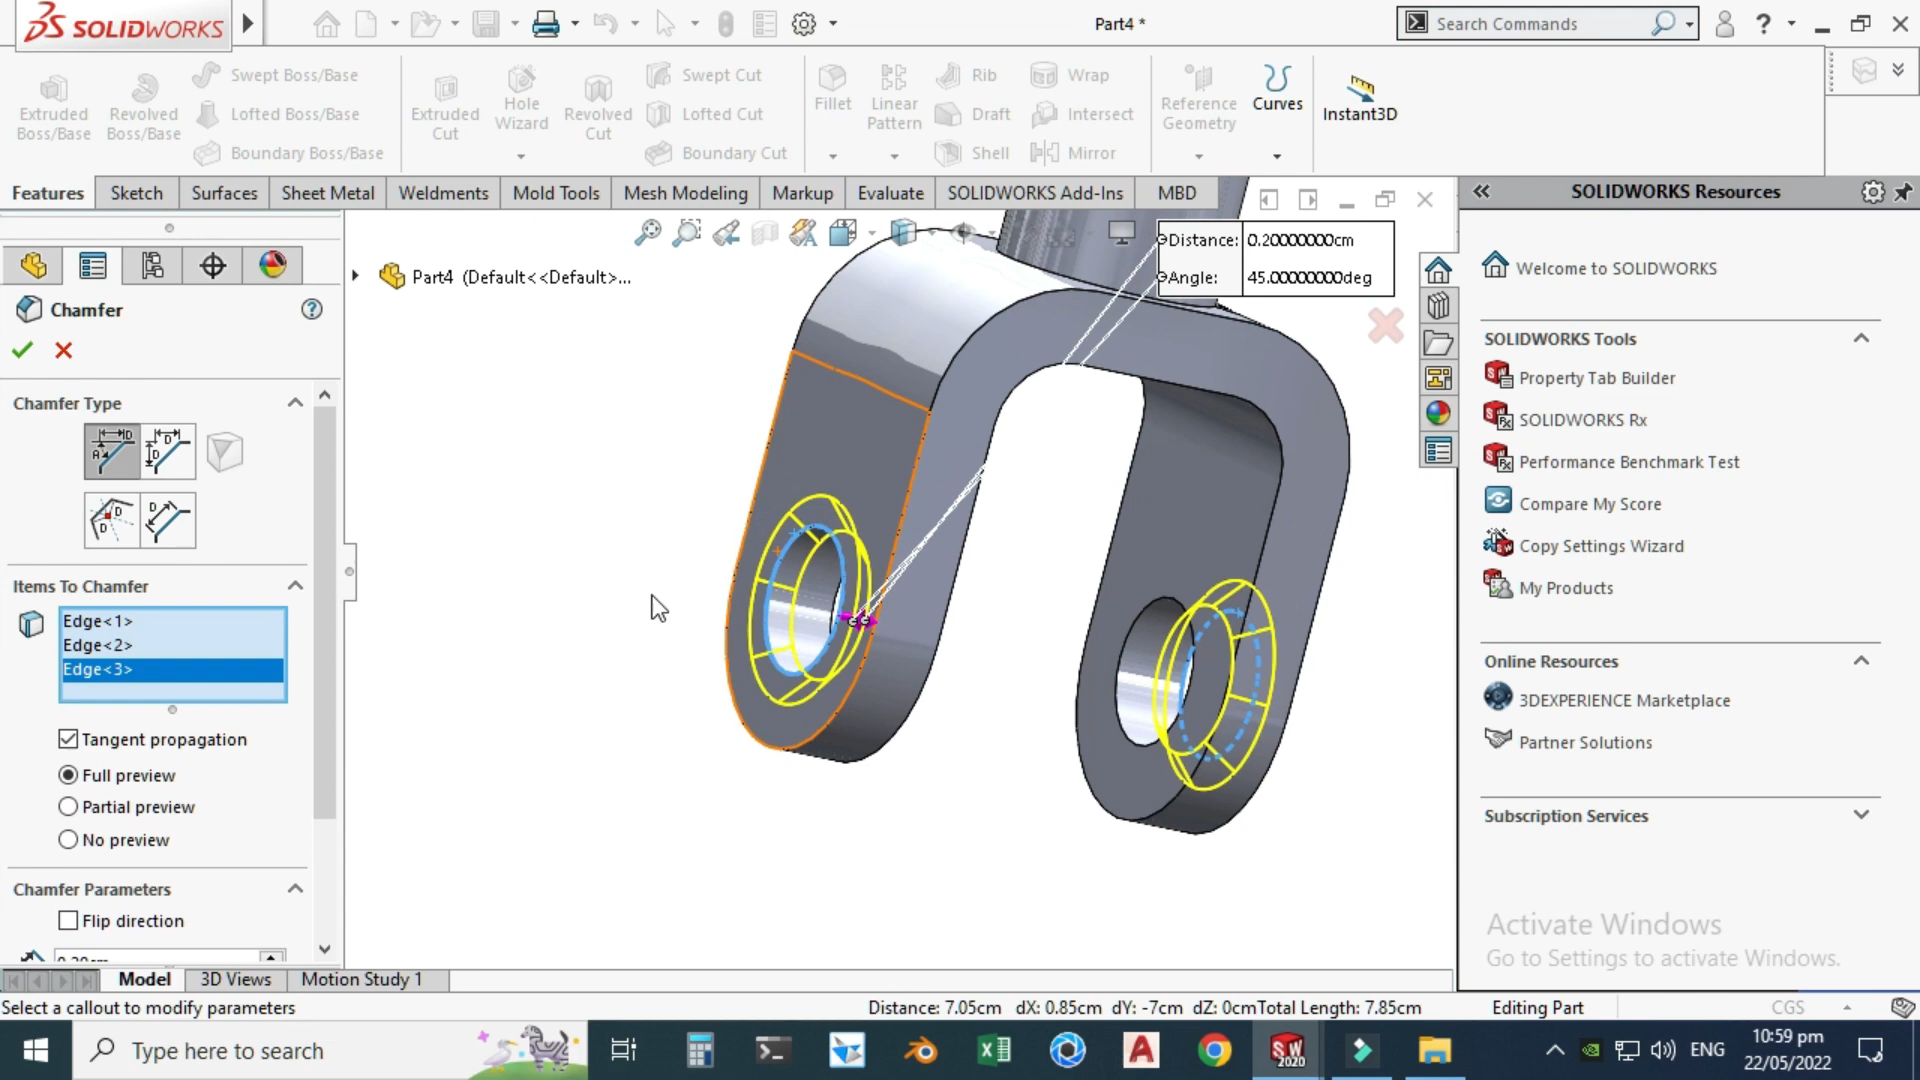 SOLIDWORKS
Part4 *
Search Commands
Extruded Boss/Base
Revolved Boss/Base
Swept Boss/Base
Lofted Boss/Base
Boundary Boss/Base
Extruded Cut
Hole Wizard
Revolved Cut
Swept Cut
Lofted Cut
Boundary Cut
Fillet
Linear Pattern
Rib
Draft
Shell
Wrap
Intersect
Mirror
Reference Geometry
Curves
Instant3D
Features
Sketch
Surfaces
Sheet Metal
Weldments
Mold Tools
Mesh Modeling
Markup
Evaluate
SOLIDWORKS Add-Ins
MBD
Part4 (Default<<Default>...
Distance: 0.20000000cm
Angle: 45.00000000deg
Chamfer
Chamfer Type
Items To Chamfer
Edge<1>
Edge<2>
Edge<3>
Tangent propagation
Full preview
Partial preview
No preview
Chamfer Parameters
Flip direction
0.20cm
SOLIDWORKS Resources
Welcome to SOLIDWORKS
SOLIDWORKS Tools
Property Tab Builder
SOLIDWORKS Rx
Performance Benchmark Test
Compare My Score
Copy Settings Wizard
My Products
Online Resources
3DEXPERIENCE Marketplace
Partner Solutions
Subscription Services
Activate Windows
Go to Settings to activate Windows.
Model
3D Views
Motion Study 1
Select a callout to modify parameters
Distance: 7.05cm dX: 0.85cm dY: -7cm dZ: 0cmTotal Length: 7.85cm
Editing Part
CGS
Type here to search
SW 2020
ENG
10:59 pm
22/05/2022